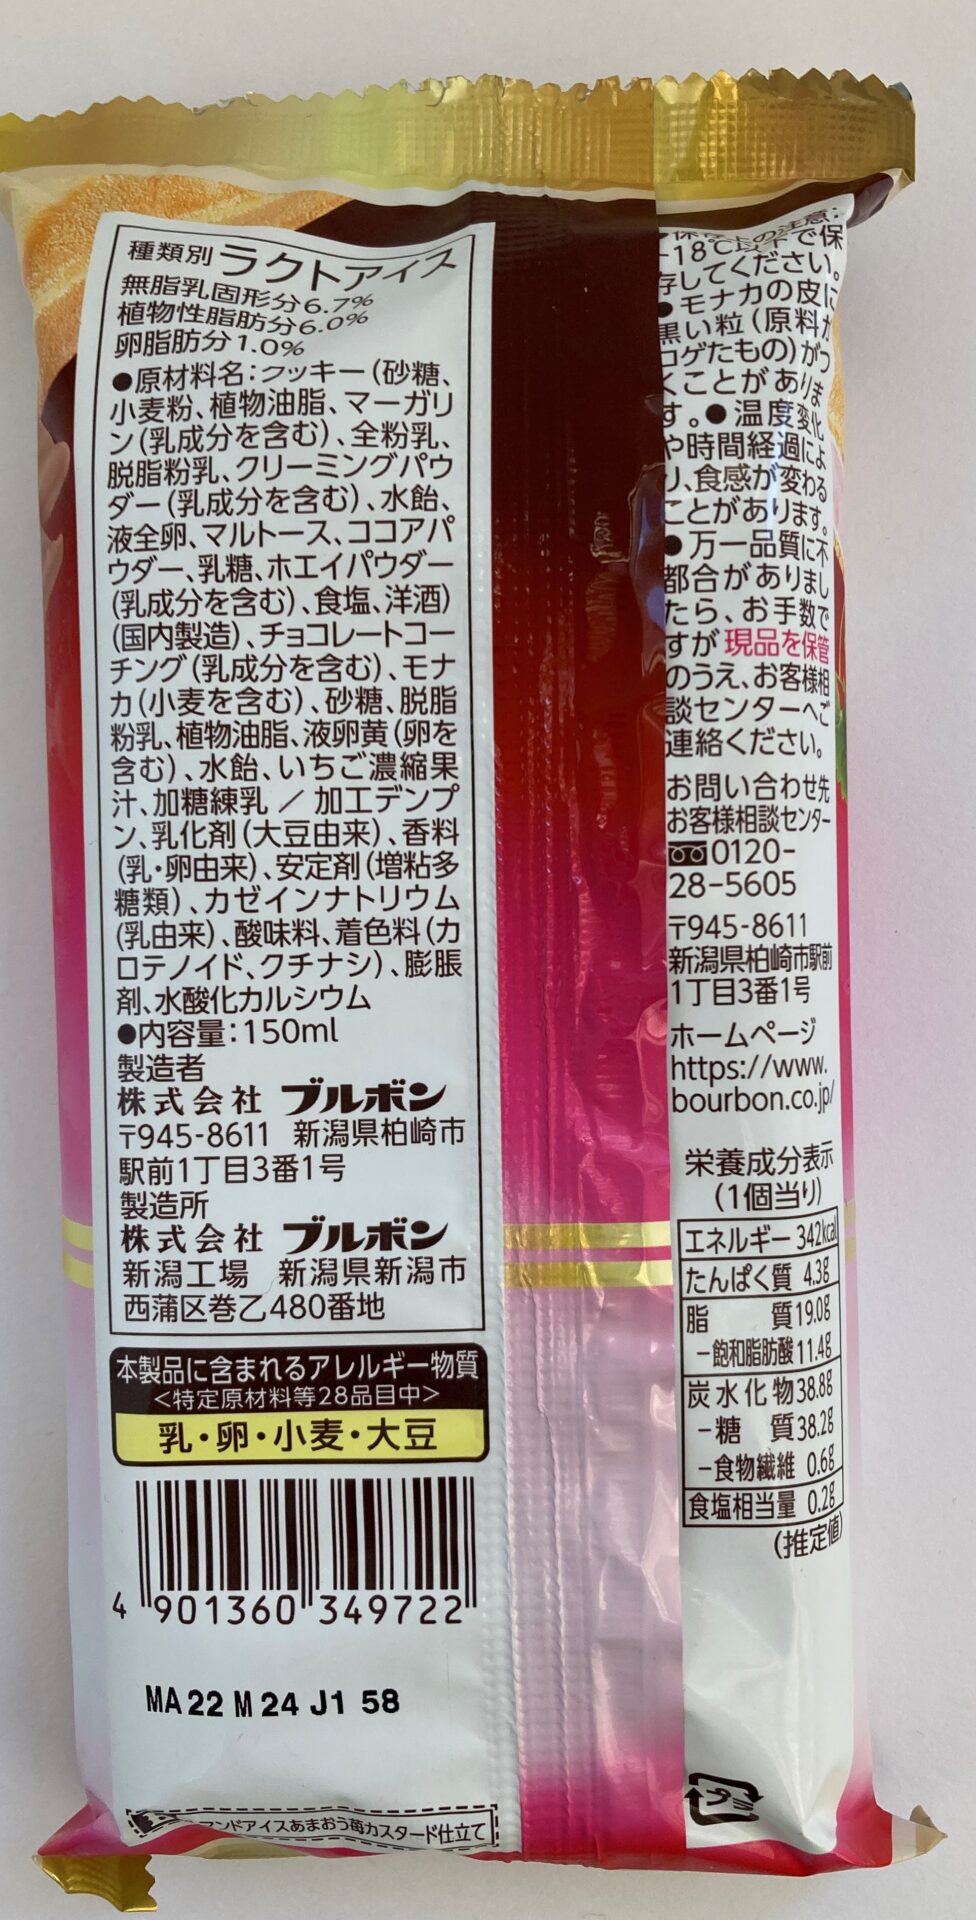 種類別 ラクトアイス
無脂乳固形分6.7%
植物性脂肪分6.0%
卵脂肪分1.0%
●原材料名:クッキー(砂糖、
小麦粉、植物油脂、マーガリ
ン(乳成分を含む)、全粉乳、
脱脂粉乳、クリーミングパウ
ダー(乳成分を含む)、水飴、
液全卵、マルトース、ココアパ
ウダー、乳糖、ホエイパウダー
(乳成分を含む)、食塩、洋酒)
(国内製造)、チョコレートコー
チング(乳成分を含む)、モナ
カ(小麦を含む)、砂糖、脱脂
粉乳、植物油脂、液卵黄(卵を
含む)、水飴、いちご濃縮果
汁、加糖練乳／加工デンプ
ン、乳化剤(大豆由来)、香料
(乳・卵由来)、安定剤(増粘多
糖類)、カゼインナトリウム
(乳由来)、酸味料、着色料(カ
ロテノイド、クチナシ)、膨脹
剤、水酸化カルシウム
●内容量:150ml
製造者
株式会社 ブルボン
〒945-8611 新潟県柏崎市
駅前1丁目3番1号
製造所
株式会社 ブルボン
新潟工場 新潟県新潟市
西蒲区巻乙480番地
本製品に含まれるアレルギー物質
<特定原材料等28品目中>
乳・卵・小麦・大豆
4 901360 349722
MA22 M 24 J1 58
ンドアイスあまおう苺カスタード仕立て
の注意:
-18℃以下で保
存してください。
●モナカの皮に
黒い粒(原料が
コゲたもの)がつ
くことがありま
す。●温度変化
や時間経過によ
り、食感が変わる
ことがあります。
●万一品質に不
都合がありまし
たら、お手数で
すが現品を保管
のうえ、お客様相
談センターへご
連絡ください。
お問い合わせ先
お客様相談センター
0120-
28-5605
〒945-8611
新潟県柏崎市駅前
1丁目3番1号
ホームページ
https://www.
bourbon.co.jp/
栄養成分表示
(1個当り)
エネルギー 342kcal
たんぱく質 4.3g
脂 質 19.0g
-飽和脂肪酸 11.4g
炭水化物 38.8g
-糖 質 38.2g
-食物繊維 0.6g
食塩相当量 0.2g
(推定値)
プラ